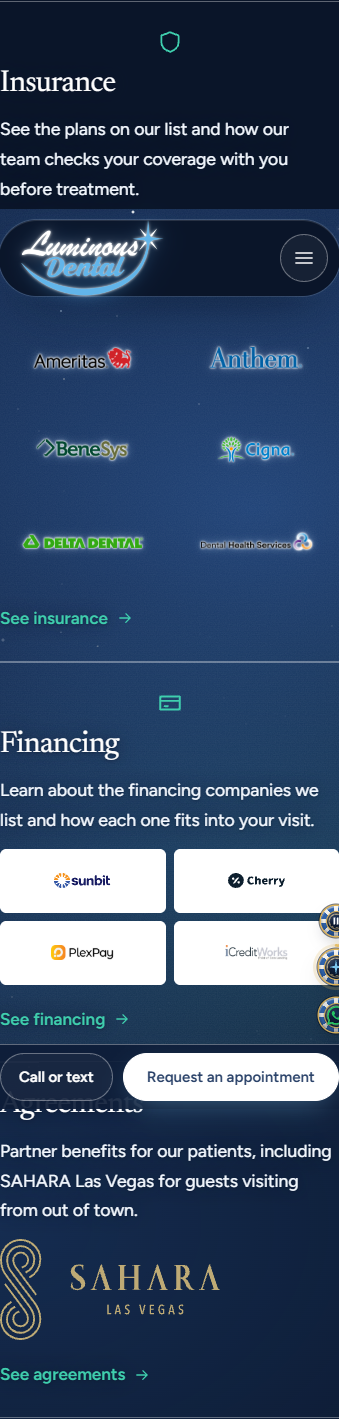 Insurance
See the plans on our list and how our
team checks your coverage with you
before treatment.
Luminous
Dental
Ameritas
Anthem
BeneSys
Cigna
DELTA DENTAL
Dental Health Services
See insurance →
Financing
Learn about the financing companies we
list and how each one fits into your visit.
sunbit
Cherry
PlexPay
iCreditWorks
See financing →
Call or text
Request an appointment
Agreements
Partner benefits for our patients, including
SAHARA Las Vegas for guests visiting
from out of town.
SAHARA
LAS VEGAS
See agreements →